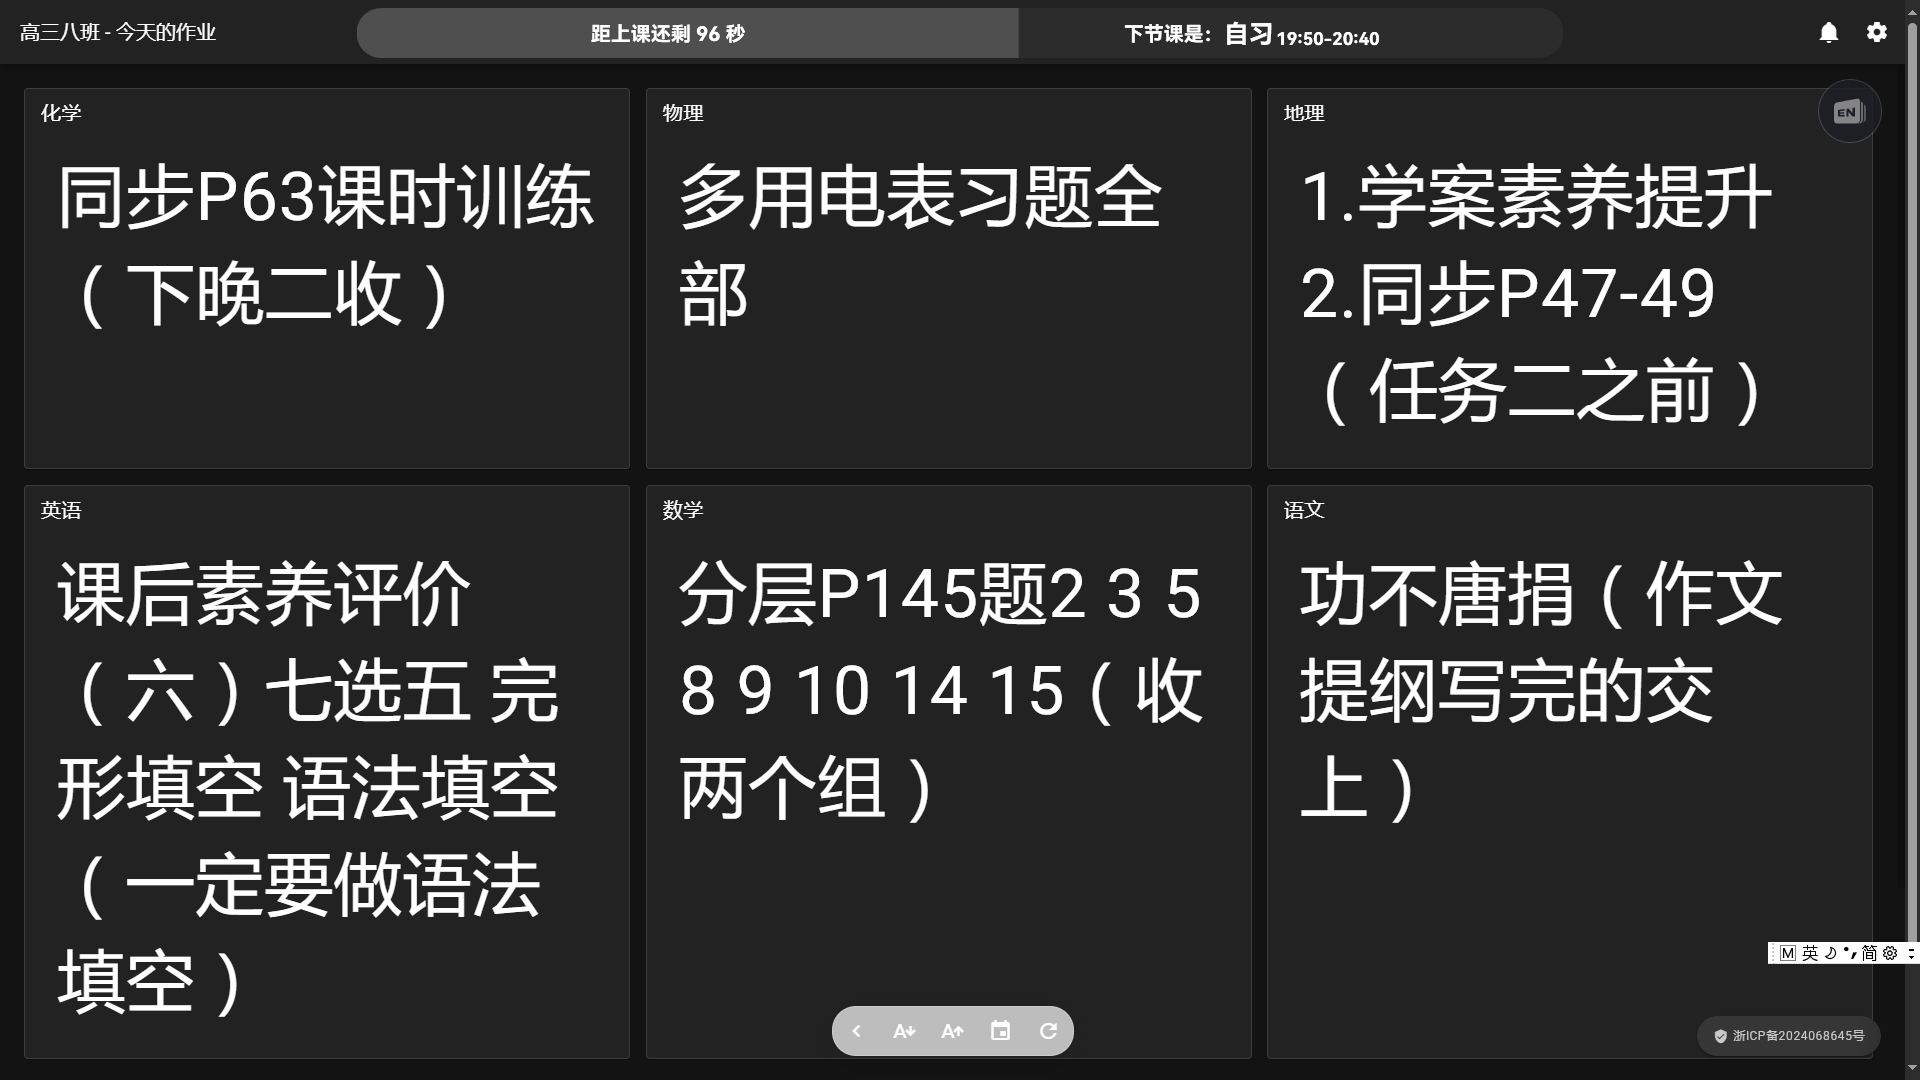 高三八班 - 今天的作业
距上课还剩 96 秒
下节课是：自习 19:50-20:40
化学
同步P63课时训练
（下晚二收）
物理
多用电表习题全
部
地理
1.学案素养提升
2.同步P47-49
（任务二之前）
EN
英语
课后素养评价
（六）七选五 完
形填空 语法填空
（一定要做语法
填空）
数学
分层P145题2 3 5
8 9 10 14 15（收
两个组）
语文
功不唐捐（作文
提纲写完的交
上）
M 英 简
A A
浙ICP备2024068645号